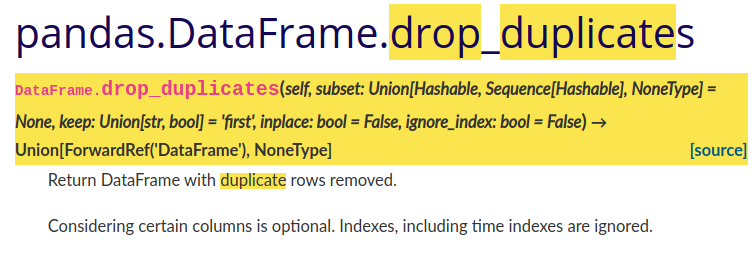 pandas.DataFrame.drop_duplicates
DataFrame.drop_duplicates(self, subset: Union[Hashable, Sequence[Hashable], NoneType] =
None, keep: Union[str, bool] = 'first', inplace: bool = False, ignore_index: bool = False) →
Union[ForwardRef('DataFrame'), NoneType] [source]
Return DataFrame with duplicate rows removed.
Considering certain columns is optional. Indexes, including time indexes are ignored.